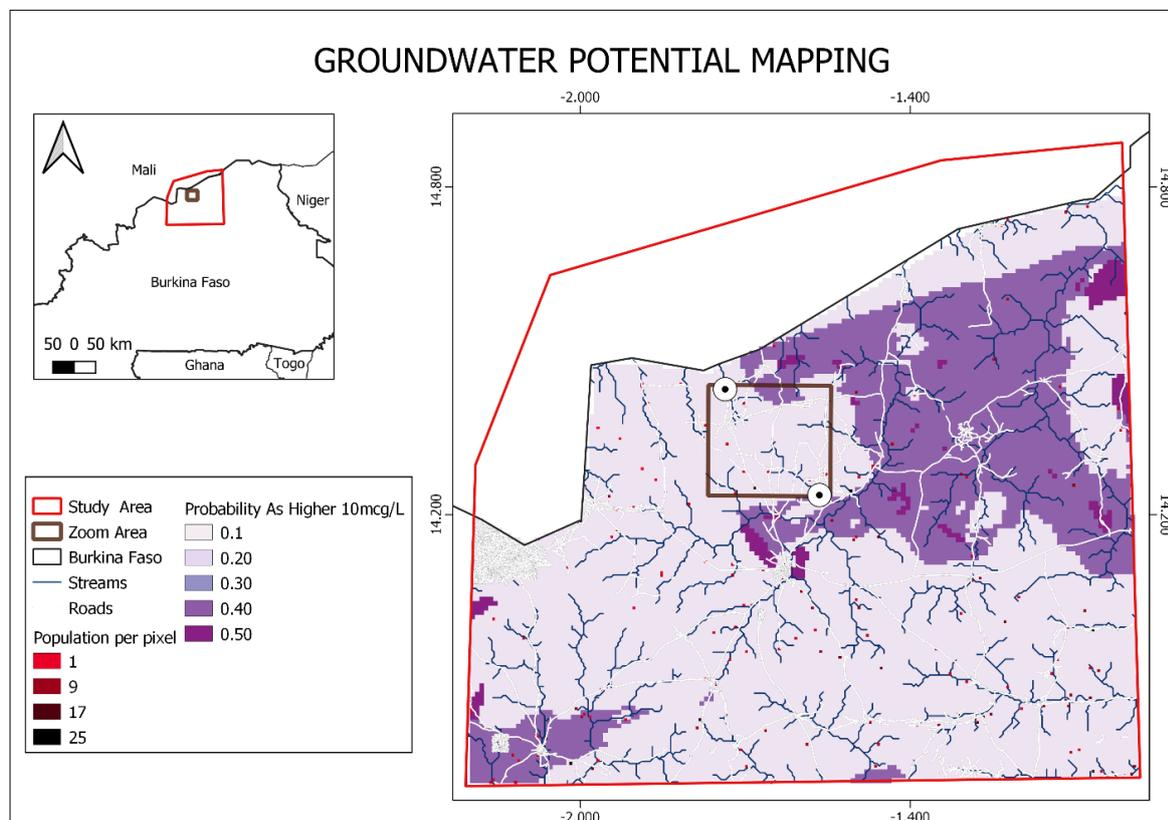 GROUNDWATER POTENTIAL MAPPING
-2.000 -1.400
14.800
14.800
Mali
Niger
Burkina Faso
50 0 50 km
Ghana
Togo
14.200
14.200
Study Area
Zoom Area
Burkina Faso
Streams
Roads
Population per pixel
1
9
17
25
Probability As Higher 10mcg/L
0.1
0.20
0.30
0.40
0.50
-2.000 -1.400